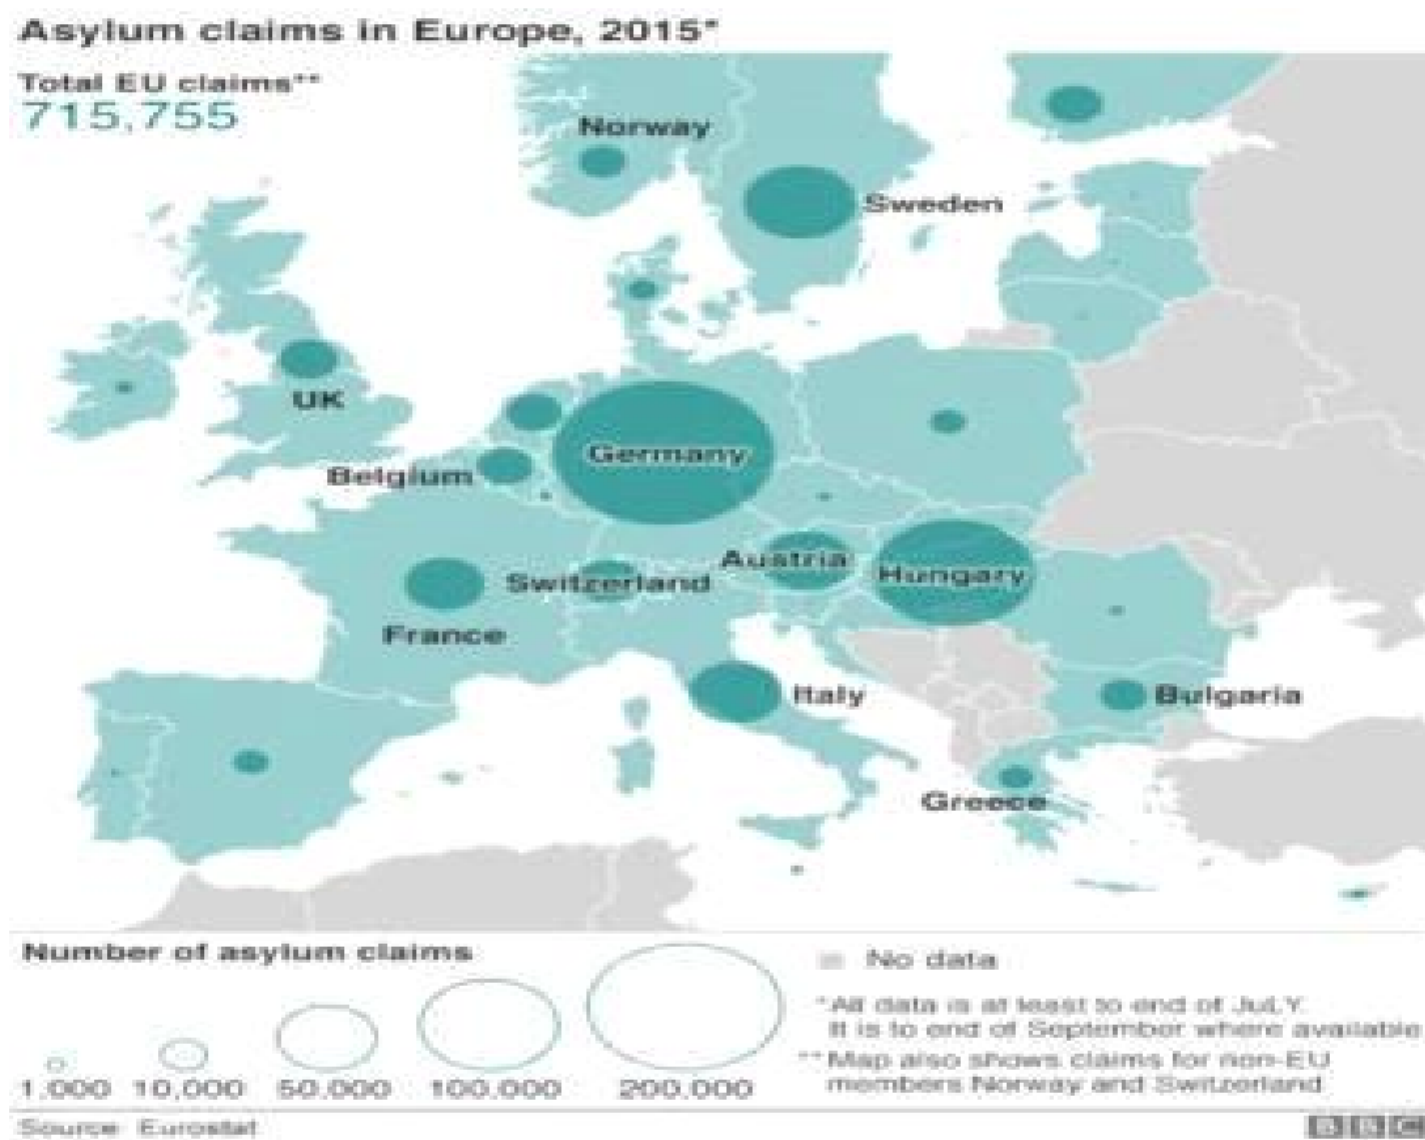 Asylum claims in Europe, 2015*
Total EU claims**
715,755
Norway
Sweden
UK
Belgium
Germany
Austria
Hungary
Switzerland
France
Italy
Bulgaria
Greece
Number of asylum claims
1,000 10,000 50,000 100,000 200,000
No data
*All data is at least to end of JuLY.
It is to end of September where available
**Map also shows claims for non-EU
members Norway and Switzerland
Source: Eurostat
BBC